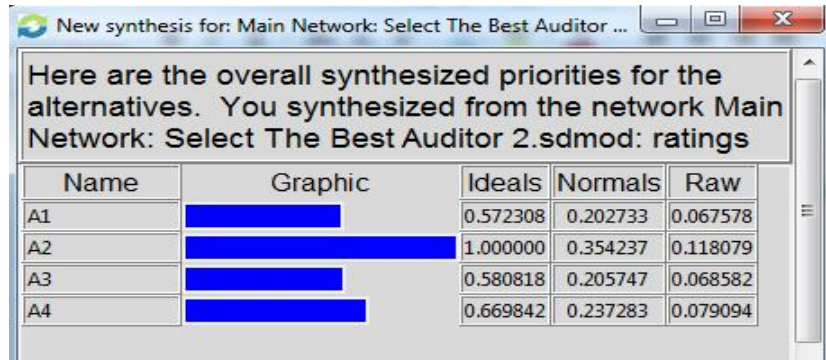 New synthesis for: Main Network: Select The Best Auditor ...
Here are the overall synthesized priorities for the
alternatives. You synthesized from the network Main
Network: Select The Best Auditor 2.sdmod: ratings
Name Graphic Ideals Normals Raw
A1 0.572308 0.202733 0.067578
A2 1.000000 0.354237 0.118079
A3 0.580818 0.205747 0.068582
A4 0.669842 0.237283 0.079094